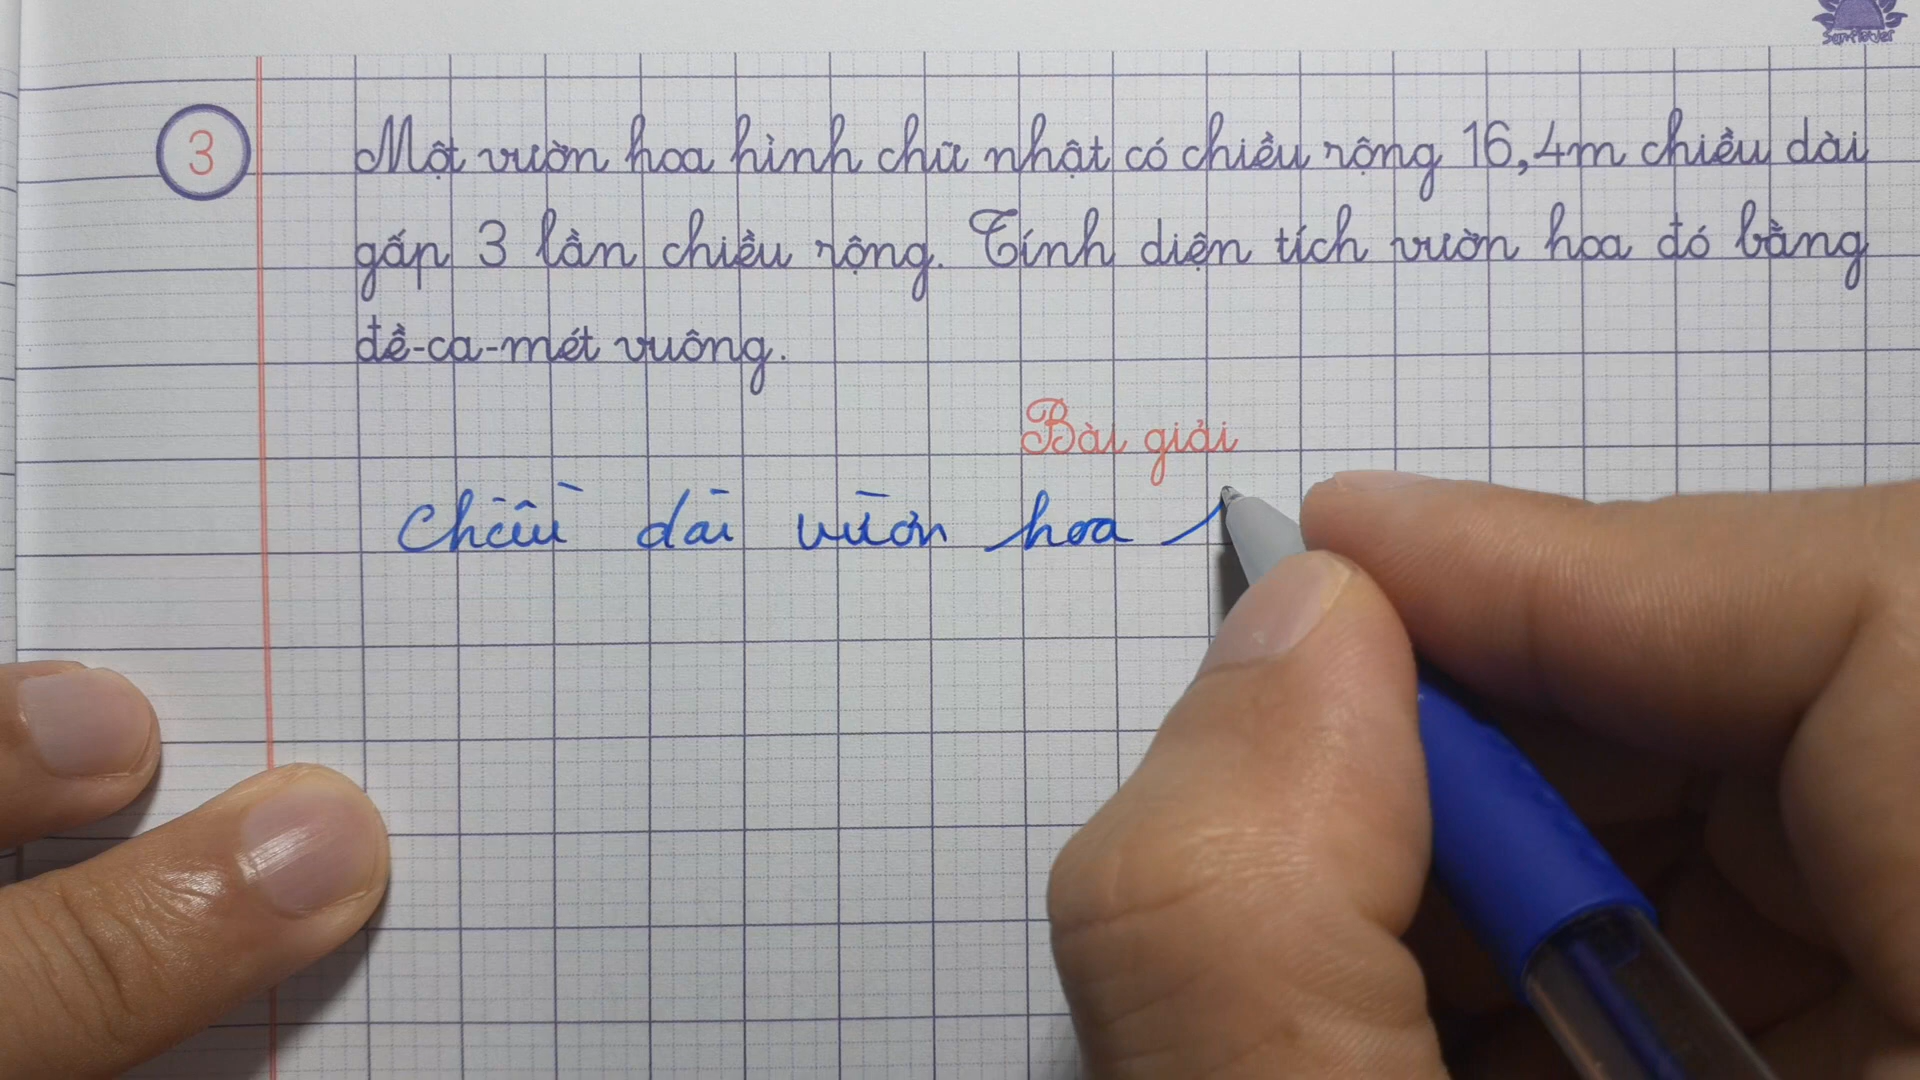 Sunflower
3
Một vườn hoa hình chữ nhật có chiều rộng 16,4m chiều dài
gấp 3 lần chiều rộng. Tính diện tích vườn hoa đó bằng
đề-ca-mét vuông.
Bài giải
Chiều dài vườn hoa